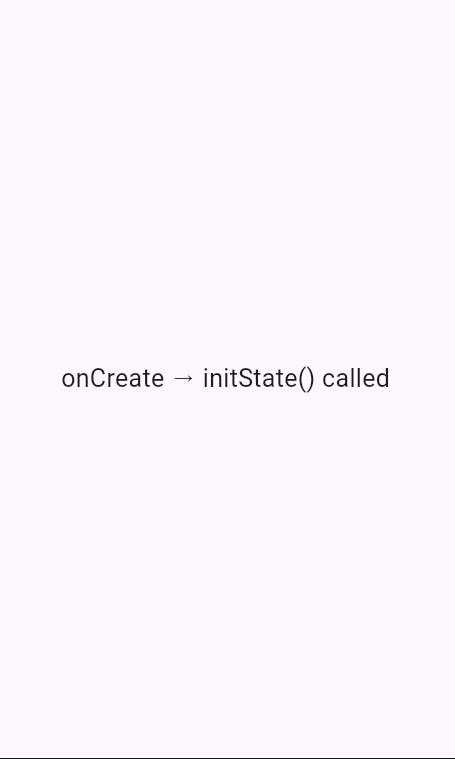 onCreate → initState() called